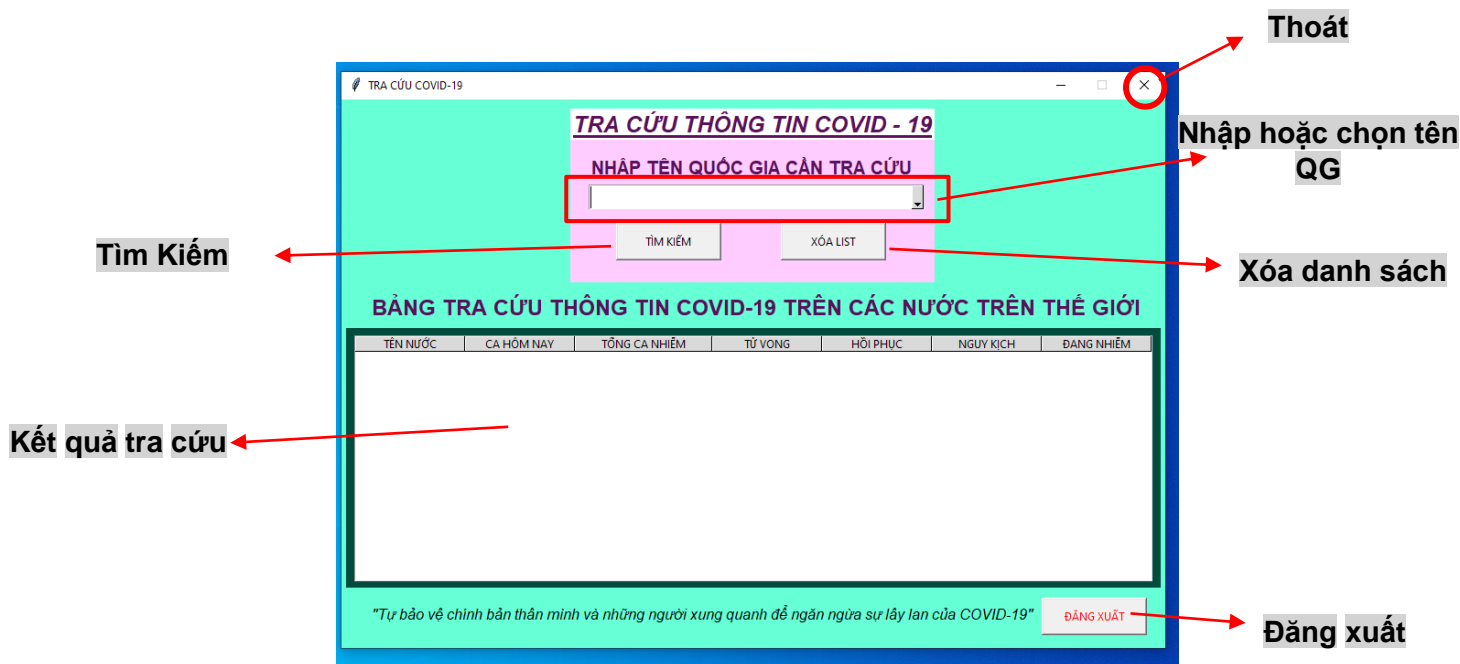 Thoát
TRA CỨU COVID-19
TRA CỨU THÔNG TIN COVID - 19
Nhập hoặc chọn tên
QG
NHẬP TÊN QUỐC GIA CẦN TRA CỨU
Tìm Kiếm
TÌM KIẾM
XÓA LIST
Xóa danh sách
BẢNG TRA CỨU THÔNG TIN COVID-19 TRÊN CÁC NƯỚC TRÊN THẾ GIỚI
TÊN NƯỚC CA HÔM NAY TỔNG CA NHIỄM TỬ VONG HỒI PHỤC NGUY KỊCH ĐANG NHIỄM
Kết quả tra cứu
"Tự bảo vệ chính bản thân mình và những người xung quanh để ngăn ngừa sự lây lan của COVID-19"
ĐĂNG XUẤT
Đăng xuất